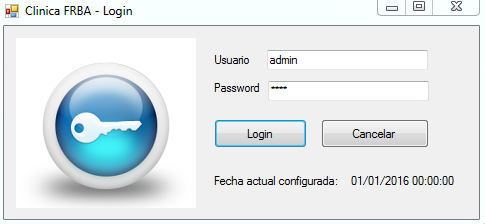 Clinica FRBA - Login
Usuario admin
Password ****
Login Cancelar
Fecha actual configurada: 01/01/2016 00:00:00